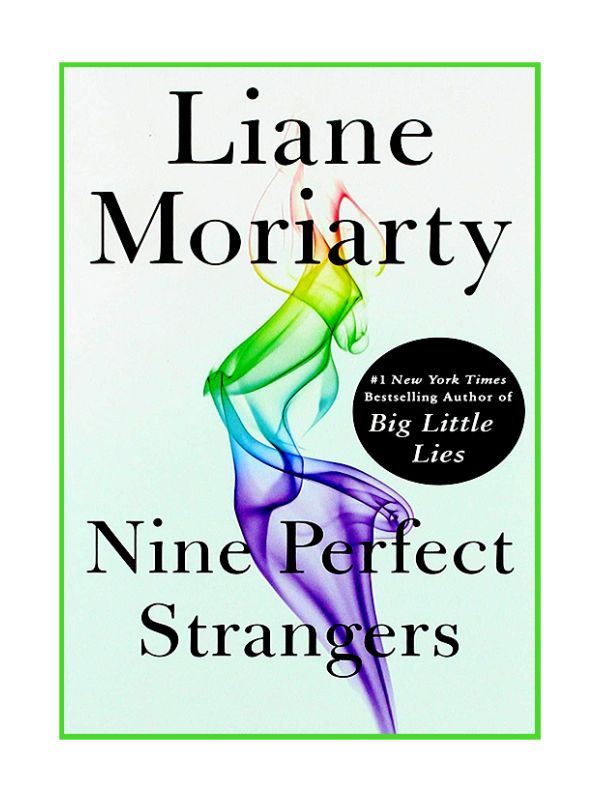 Liane
Moriarty
#1 New York Times
Bestselling Author of
Big Little
Lies
Nine Perfect
Strangers